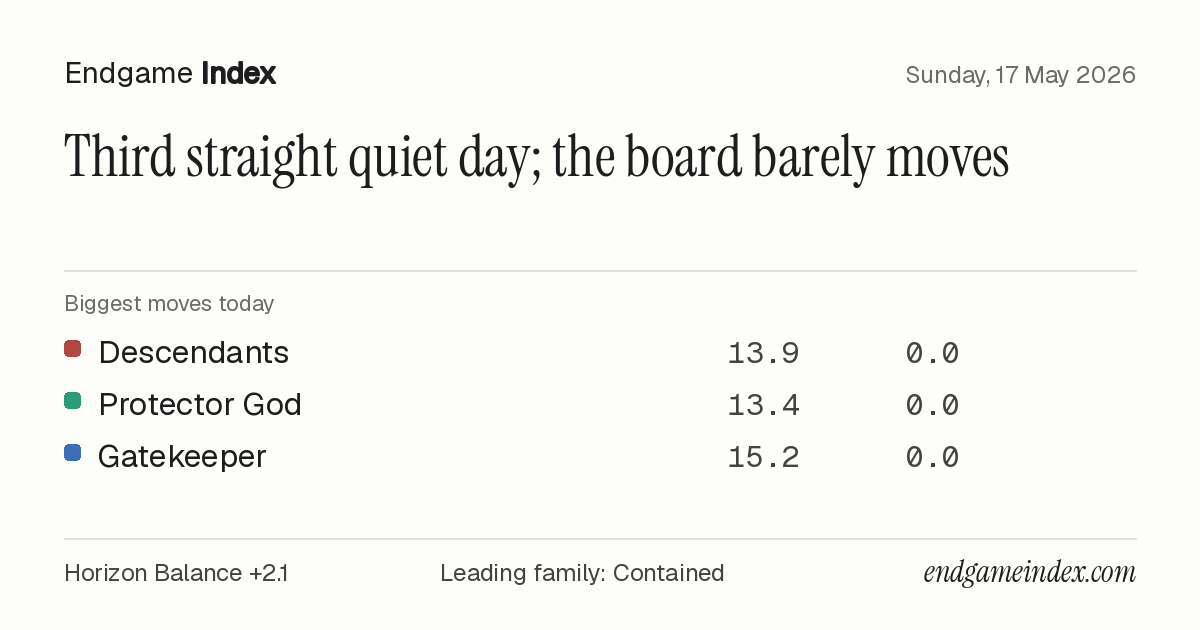 Endgame Index
Sunday, 17 May 2026
Third straight quiet day; the board barely moves
Biggest moves today
Descendants 13.9 0.0
Protector God 13.4 0.0
Gatekeeper 15.2 0.0
Horizon Balance +2.1
Leading family: Contained
endgameindex.com